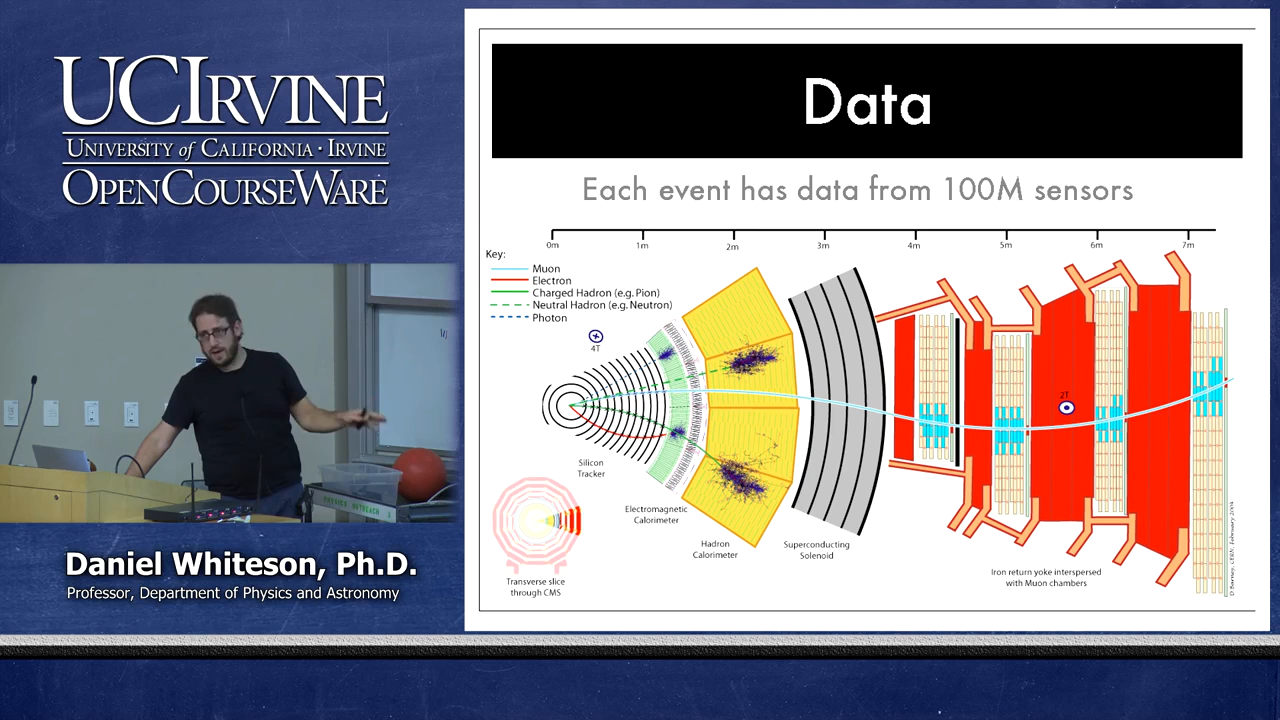 UCIRVINE
UNIVERSITY of CALIFORNIA · IRVINE
OPENCOURSEWARE
PHYSICS OUTREACH
Daniel Whiteson, Ph.D.
Professor, Department of Physics and Astronomy
Data
Each event has data from 100M sensors
0m 1m 2m 3m 4m 5m 6m 7m
Key:
Muon
Electron
Charged Hadron (e.g. Pion)
Neutral Hadron (e.g. Neutron)
Photon
4T
2T
Silicon
Tracker
Electromagnetic
Calorimeter
Hadron
Calorimeter
Superconducting
Solenoid
Iron return yoke interspersed
with Muon chambers
Transverse slice
through CMS
D. Barney, CERN, February 2004